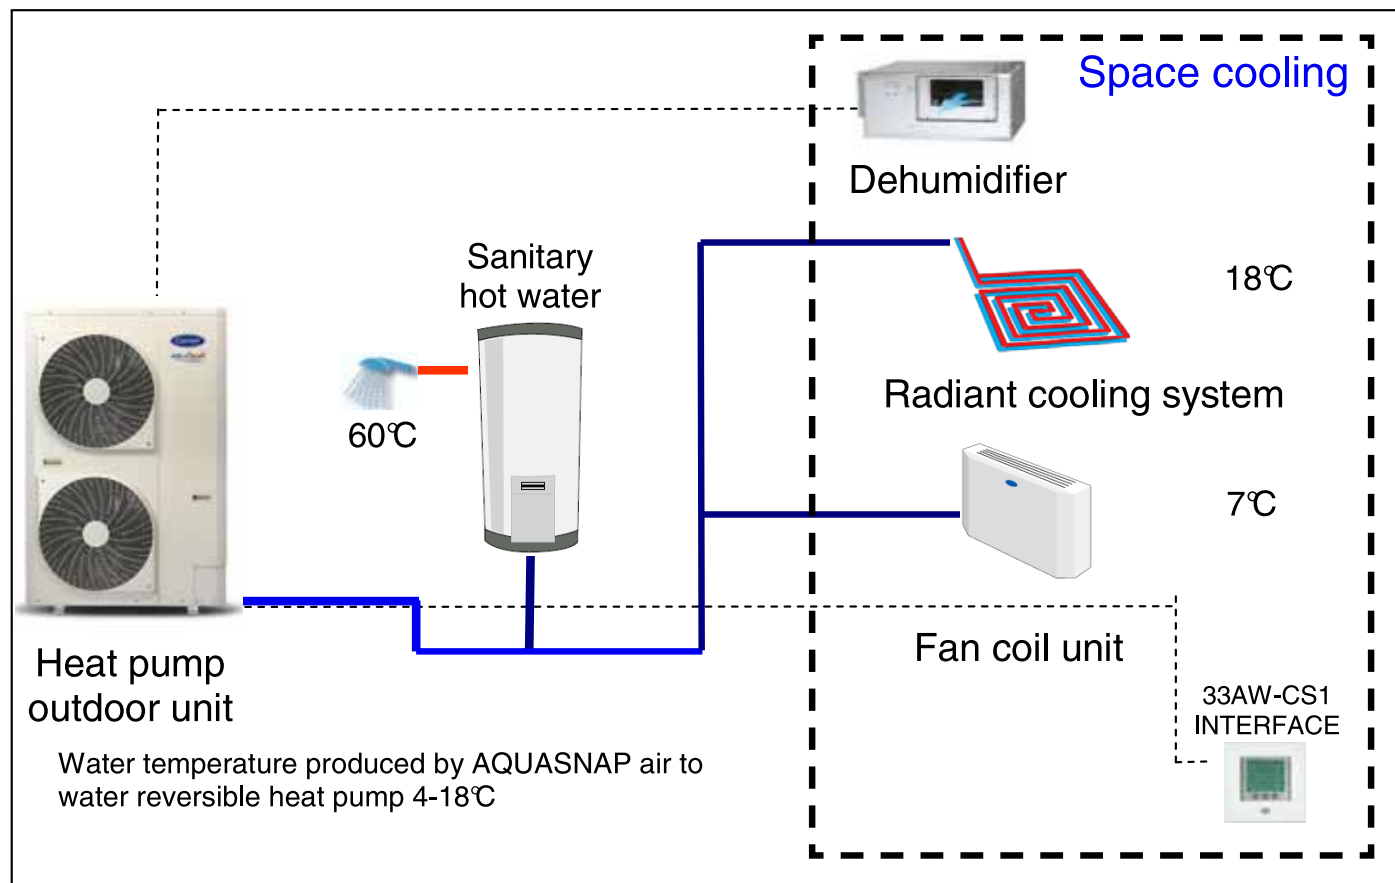 Space cooling
Dehumidifier
Sanitary
hot water
18°C
Carrier
60°C
Radiant cooling system
7°C
Heat pump
outdoor unit
Fan coil unit
33AW-CS1
INTERFACE
Water temperature produced by AQUASNAP air to
water reversible heat pump 4-18°C